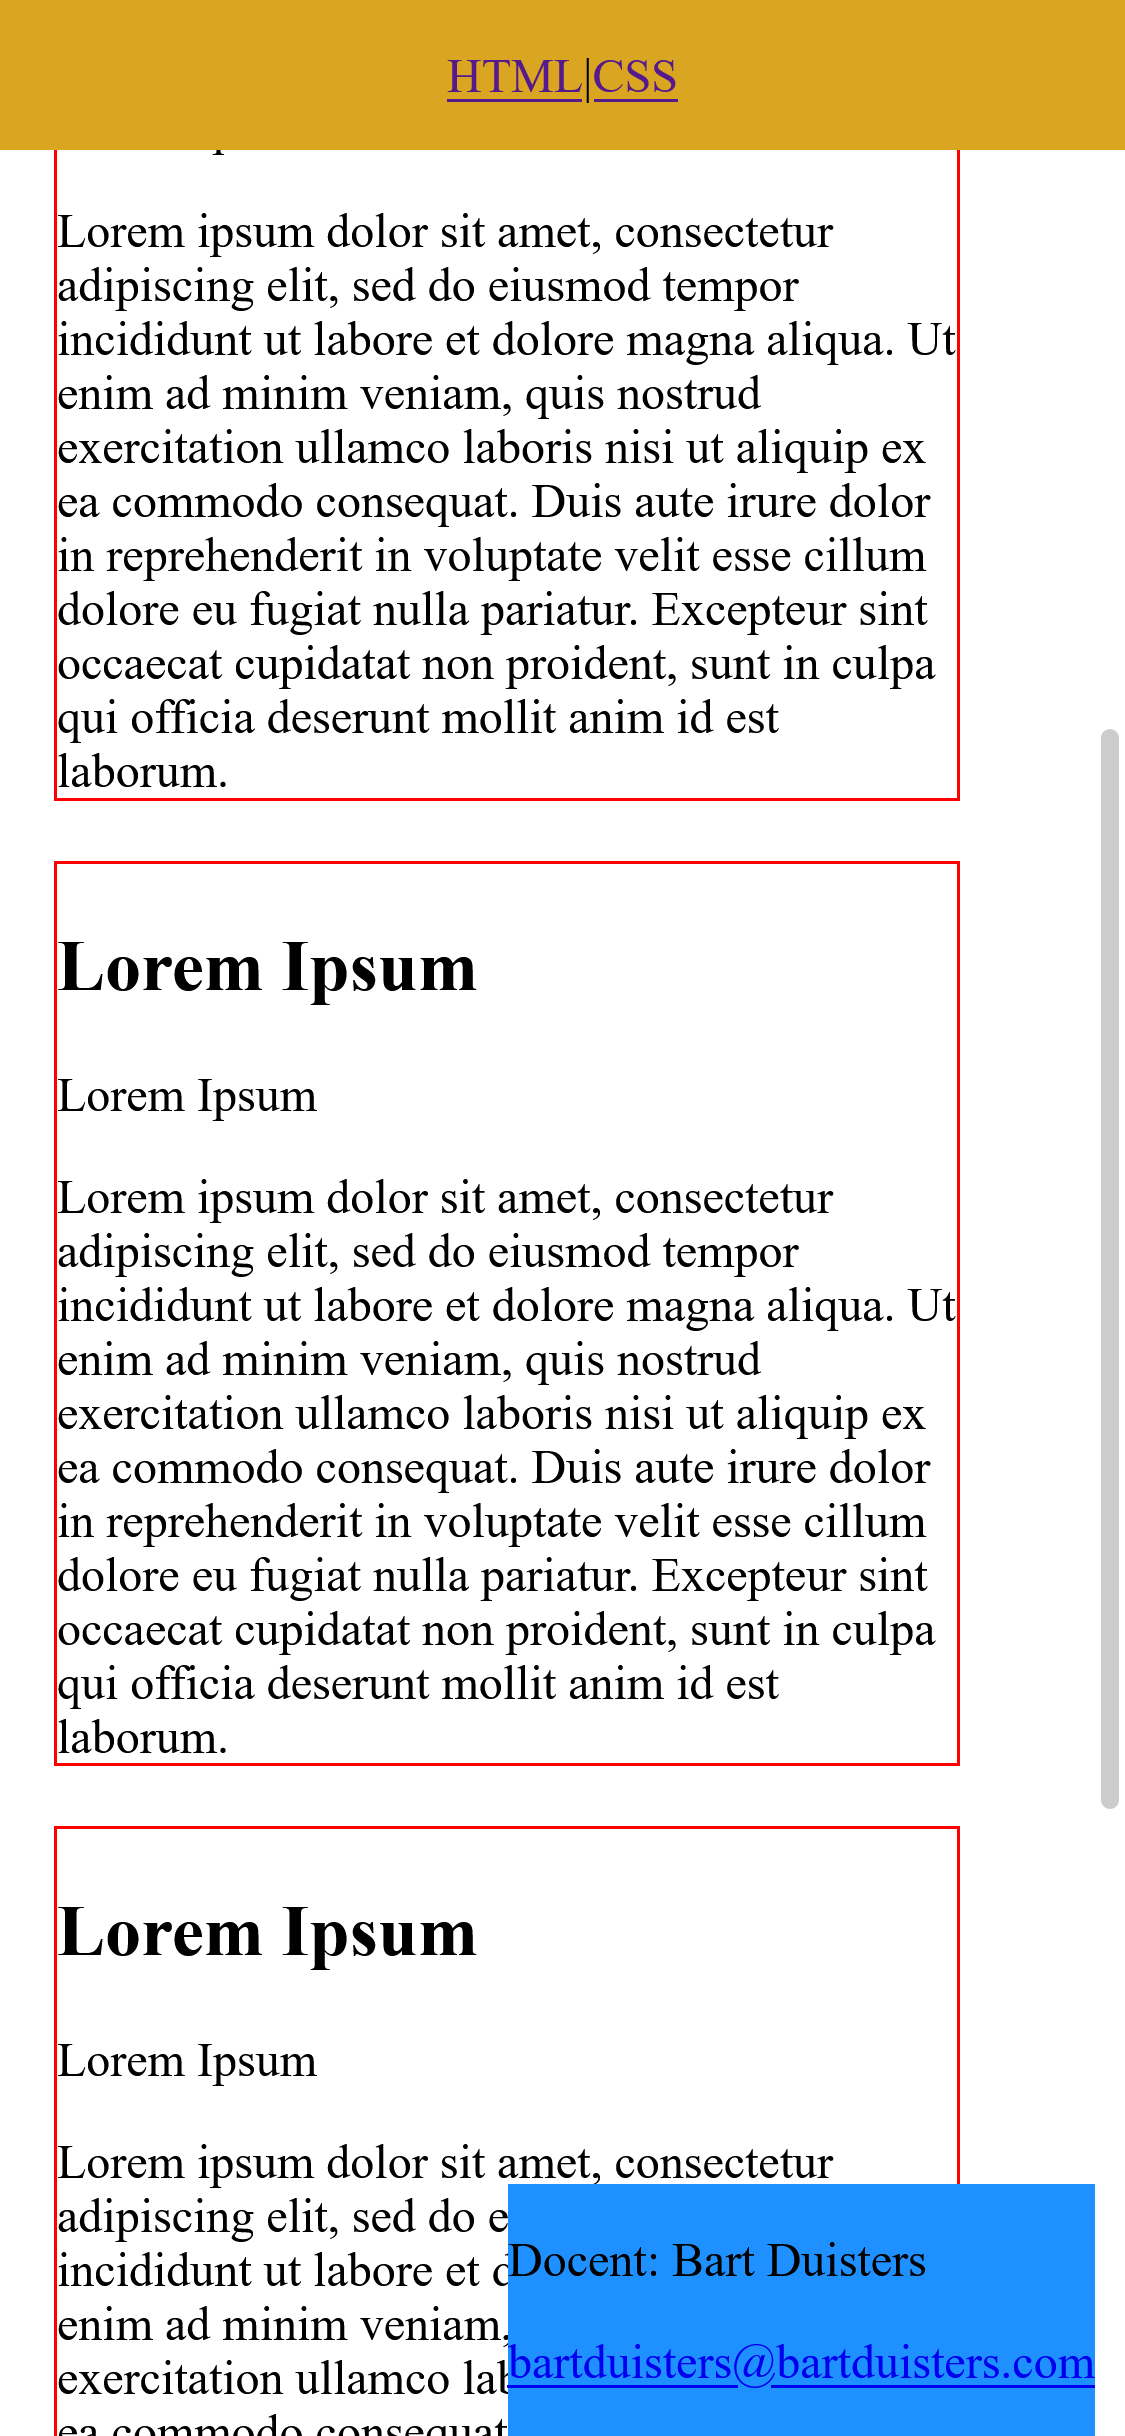 HTML|CSS
Lorem ipsum dolor sit amet, consectetur
adipiscing elit, sed do eiusmod tempor
incididunt ut labore et dolore magna aliqua. Ut
enim ad minim veniam, quis nostrud
exercitation ullamco laboris nisi ut aliquip ex
ea commodo consequat. Duis aute irure dolor
in reprehenderit in voluptate velit esse cillum
dolore eu fugiat nulla pariatur. Excepteur sint
occaecat cupidatat non proident, sunt in culpa
qui officia deserunt mollit anim id est
laborum.
Lorem Ipsum
Lorem Ipsum
Lorem ipsum dolor sit amet, consectetur
adipiscing elit, sed do eiusmod tempor
incididunt ut labore et dolore magna aliqua. Ut
enim ad minim veniam, quis nostrud
exercitation ullamco laboris nisi ut aliquip ex
ea commodo consequat. Duis aute irure dolor
in reprehenderit in voluptate velit esse cillum
dolore eu fugiat nulla pariatur. Excepteur sint
occaecat cupidatat non proident, sunt in culpa
qui officia deserunt mollit anim id est
laborum.
Lorem Ipsum
Lorem Ipsum
Lorem ipsum dolor sit amet, consectetur
adipiscing elit, sed do
incididunt ut labore et
enim ad minim veniam,
exercitation ullamco
ea commodo consequat
Docent: Bart Duisters
bartduisters@bartduisters.com